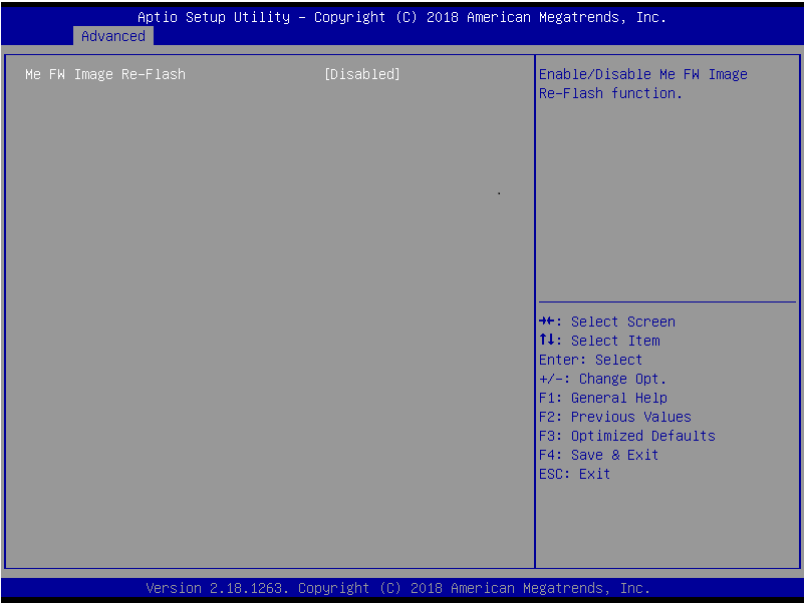 Aptio Setup Utility – Copyright (C) 2018 American Megatrends, Inc.
Advanced
Me FW Image Re-Flash [Disabled]
Enable/Disable Me FW Image
Re-Flash function.
→←: Select Screen
↑↓: Select Item
Enter: Select
+/-: Change Opt.
F1: General Help
F2: Previous Values
F3: Optimized Defaults
F4: Save & Exit
ESC: Exit
Version 2.18.1263. Copyright (C) 2018 American Megatrends, Inc.